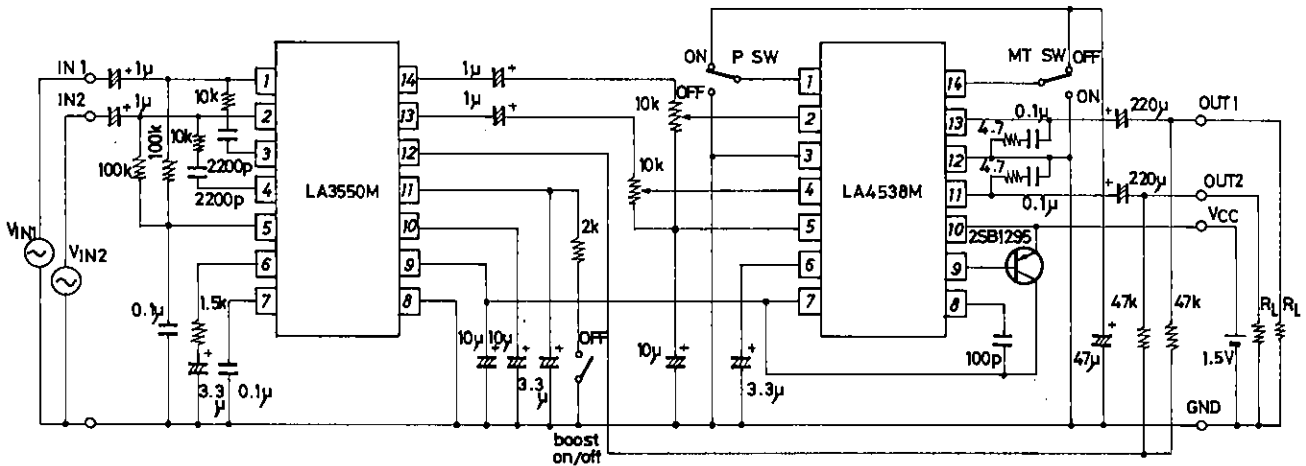 IN 1
1μ
IN2
1μ
10k
10k
100k
100k
2200p
2200p
VIN1
VIN2
0.1μ
1.5k
3.3μ
0.1μ
1
2
3
4
5
6
7
LA3550M
14
13
12
11
10
9
8
1μ
1μ
10k
10k
2k
10μ
10μ
3.3μ
OFF
boost
on/off
10μ
3.3μ
ON
P SW
OFF
1
2
3
4
5
6
7
LA4538M
14
13
12
11
10
9
8
MT SW
OFF
ON
0.1μ
4.7
4.7
0.1μ
220μ
OUT1
220μ
OUT2
VCC
2SB1295
100p
47k
47k
47μ
1.5V
RL
RL
GND